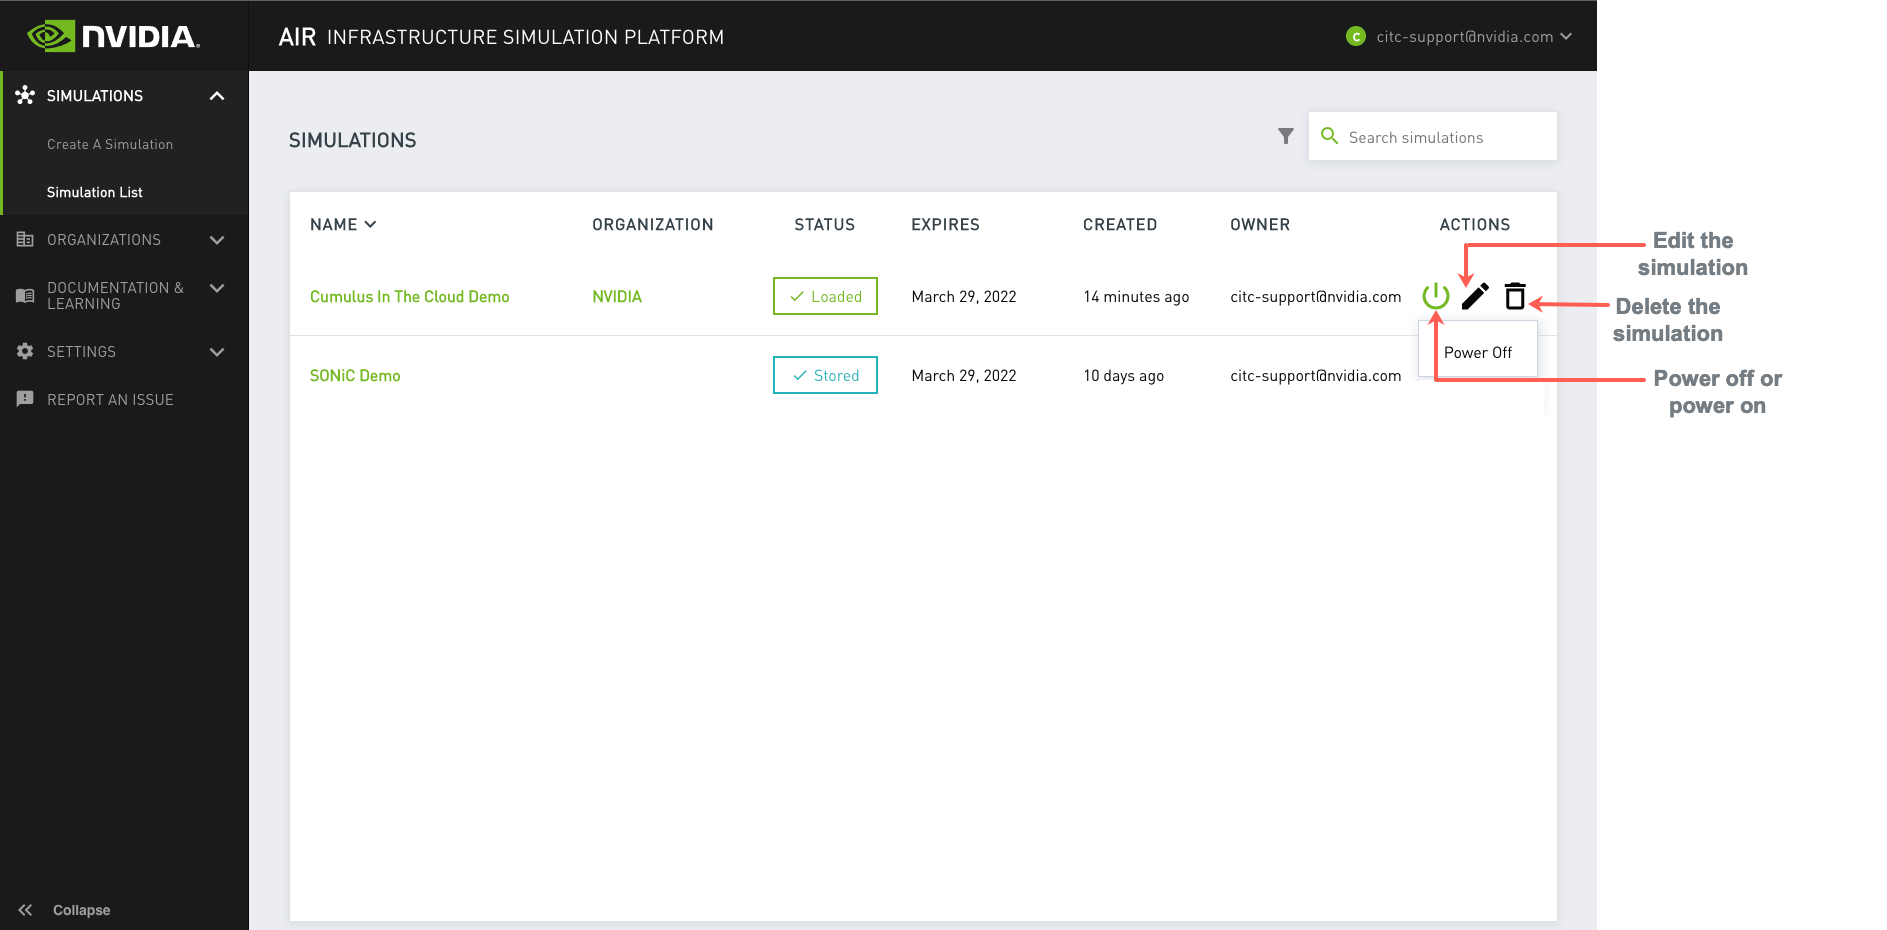 NVIDIA.
AIR INFRASTRUCTURE SIMULATION PLATFORM
C citc-support@nvidia.com
SIMULATIONS
Create A Simulation
Simulation List
ORGANIZATIONS
DOCUMENTATION &
LEARNING
SETTINGS
REPORT AN ISSUE
Collapse
SIMULATIONS
Search simulations
NAME ORGANIZATION STATUS EXPIRES CREATED OWNER ACTIONS
Cumulus In The Cloud Demo NVIDIA Loaded March 29, 2022 14 minutes ago citc-support@nvidia.com
Power Off
SONiC Demo Stored March 29, 2022 10 days ago citc-support@nvidia.com
Edit the
simulation
Delete the
simulation
Power off or
power on